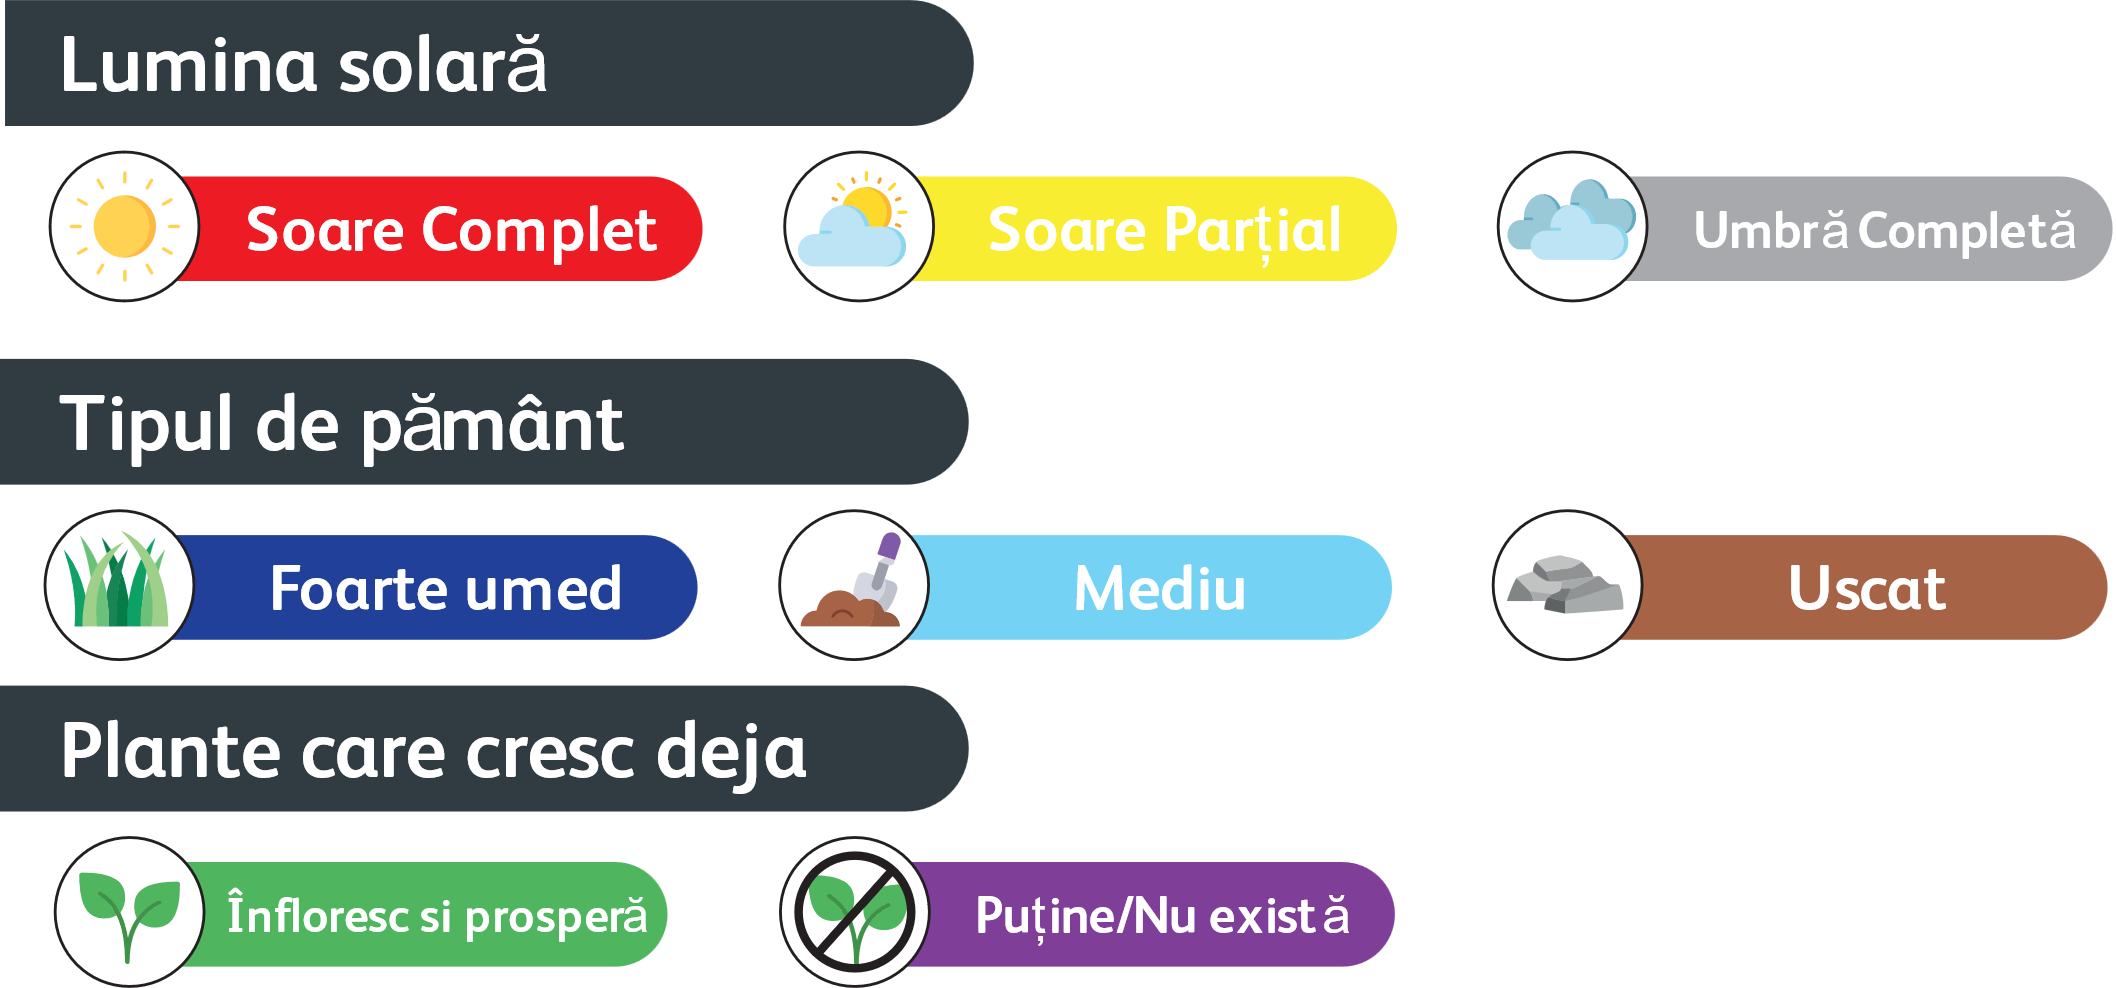 Lumina solară
Soare Complet
Soare Parțial
Umbră Completă
Tipul de pământ
Foarte umed
Mediu
Uscat
Plante care cresc deja
Înfloresc si prosperă
Puține/Nu există